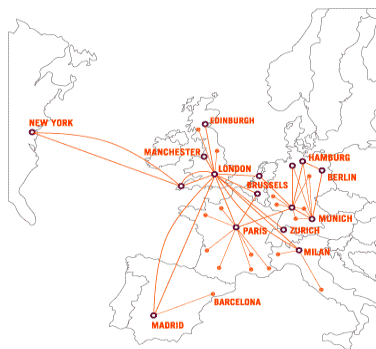 EDINBURGH
NEW YORK
MANCHESTER
HAMBURG
LONDON
BERLIN
BRUSSELS
MUNICH
PARIS
ZURICH
MILAN
BARCELONA
MADRID